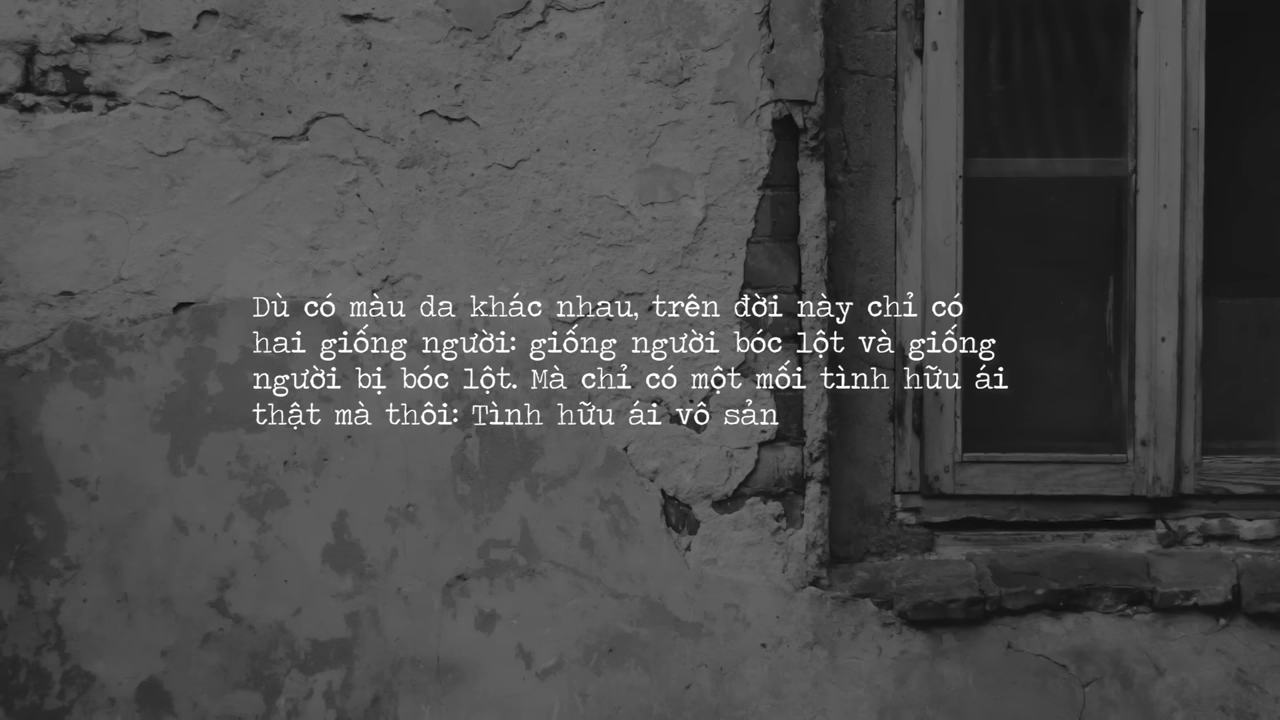 Dù có màu da khác nhau, trên đời này chỉ có
hai giống người: giống người bóc lột và giống
người bị bóc lột. Mà chỉ có một mối tình hữu ái
thật mà thôi: Tình hữu ái vô sản